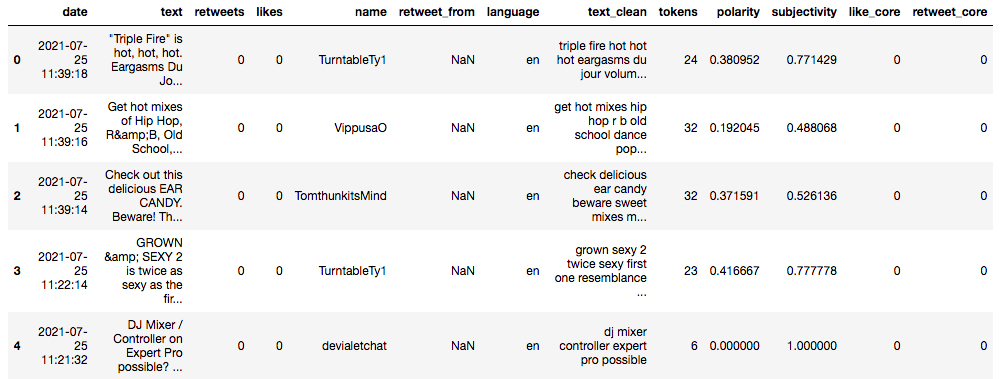 date text retweets likes name retweet_from language text_clean tokens polarity subjectivity like_core retweet_core
"Triple Fire" is
2021-07- hot, hot, hot. triple fire hot hot
0 25 Eargasms Du 0 0 TurntableTy1 NaN en hot eargasms du 24 0.380952 0.771429 0 0
11:39:18 Jo... jour volum...
Get hot mixes
2021-07- of Hip Hop, get hot mixes hip
1 25 R&amp;B, Old 0 0 VippusaO NaN en hop r b old 32 0.192045 0.488068 0 0
11:39:16 School,... school dance
pop...
Check out this
2021-07- delicious EAR check delicious
2 25 CANDY. 0 0 TomthunkitsMind NaN en ear candy 32 0.371591 0.526136 0 0
11:39:14 Beware! Th... beware sweet
mixes m...
GROWN
2021-07- &amp; SEXY 2 grown sexy 2
3 25 is twice as 0 0 TurntableTy1 NaN en twice sexy first 23 0.416667 0.777778 0 0
11:22:14 sexy as the one resemblance
fir... ...
DJ Mixer /
2021-07- Controller on dj mixer
4 25 Expert Pro 0 0 devialetchat NaN en controller expert 6 0.000000 1.000000 0 0
11:21:32 possible? ... pro possible